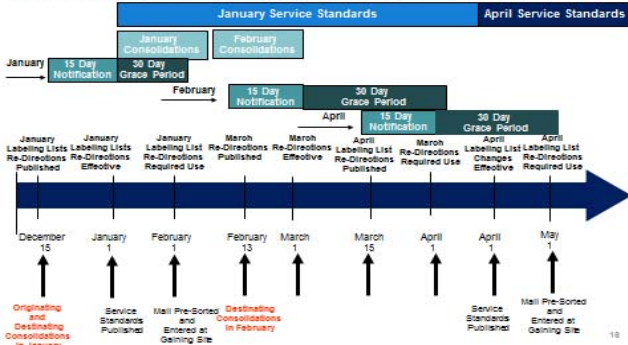 January Service Standards
April Service Standards
January
Consolidations
February
Consolidations
January
15 Day
Notification
30 Day
Grace Period
February
15 Day
Notification
30 Day
Grace Period
April
15 Day
Notification
30 Day
Grace Period
January
Labeling Lists
Re-Directions
Published
January
Labeling Lists
Re-Directions
Effective
January
Labeling List
Re-Directions
Required Use
March
Re-Directions
Published
March
Re-Directions
Effective
April
Labeling List
Re-Directions
Published
March
Re-Directions
Required Use
April
Labeling List
Changes
Effective
April
Labeling List
Re-Directions
Required Use
December
15
January
1
February
1
February
13
March
1
March
15
April
1
April
1
May
1
Originating
and
Destinating
Consolidations
in January
Service
Standards
Published
Mail Pre-Sorted
and
Entered at
Gaining Site
Destinating
Consolidations
in February
Service
Standards
Published
Mail Pre-Sorted
and
Entered at
Gaining Site
18